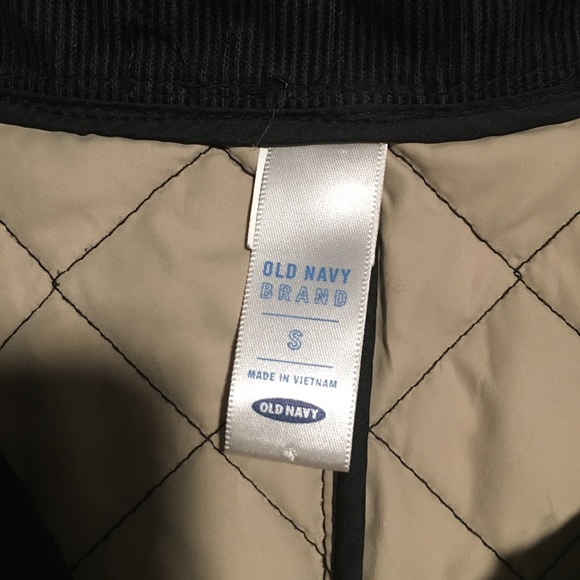 OLD NAVY
BRAND
S
MADE IN VIETNAM
OLD NAVY